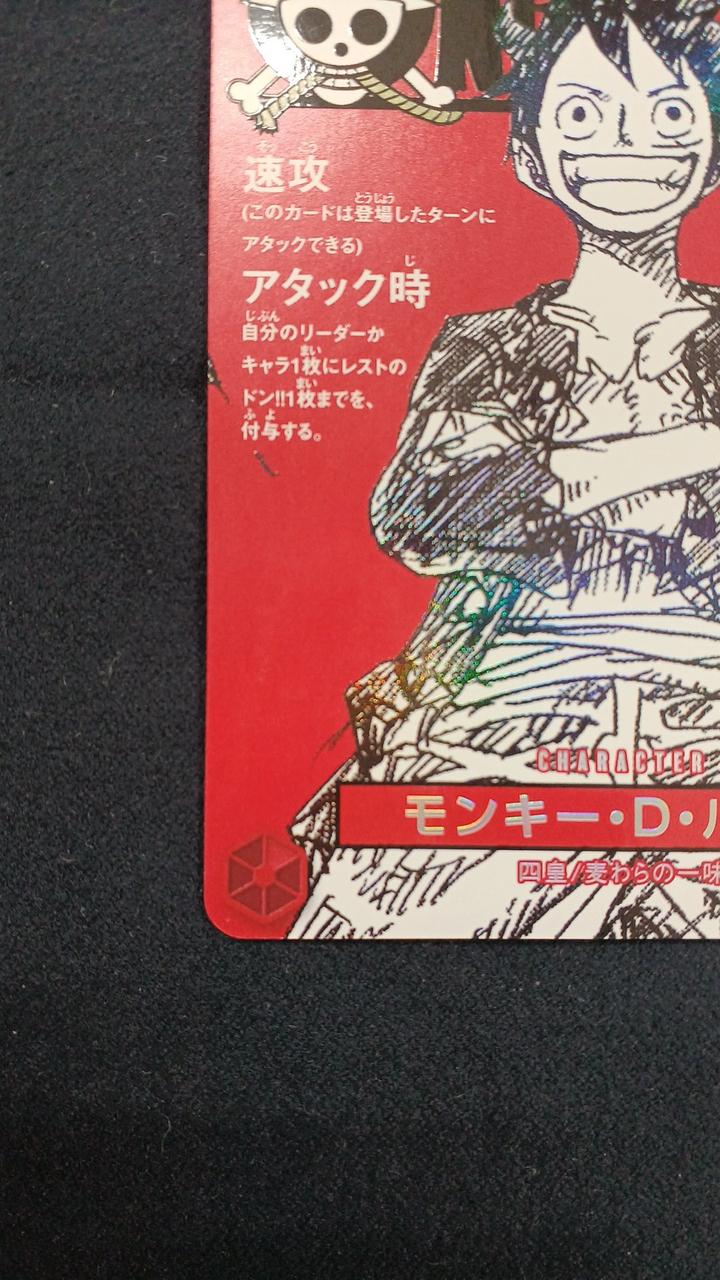 速攻
(このカードは登場したターンに
アタックできる)
アタック時
自分のリーダーか
キャラ1枚にレストの
ドン!!1枚までを、
付与する。
CHARACTER
モンキー・D・
四皇/麦わらの一味